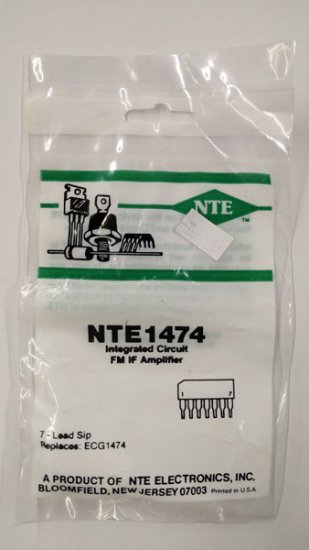 NTE
TM
NTE1474
Integrated Circuit
FM IF Amplifier
1 7
7-Lead Sip
Replaces: ECG1474
A PRODUCT OF NTE ELECTRONICS, INC.
BLOOMFIELD, NEW JERSEY 07003 Printed in U.S.A.